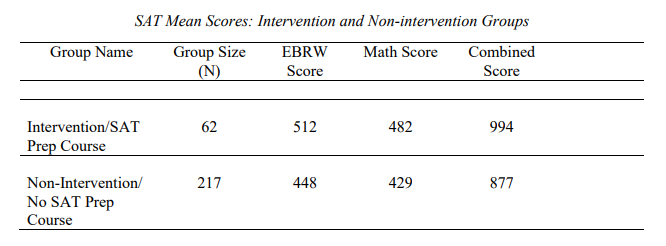 SAT Mean Scores: Intervention and Non-intervention Groups
Group Name Group Size (N) EBRW Score Math Score Combined Score
Intervention/SAT Prep Course 62 512 482 994
Non-Intervention/ No SAT Prep Course 217 448 429 877